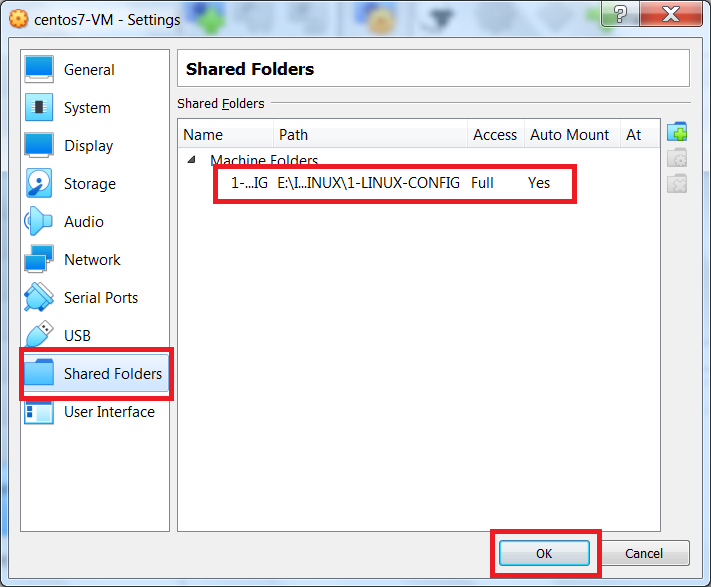 centos7-VM - Settings
?
General
System
Display
Storage
Audio
Network
Serial Ports
USB
Shared Folders
User Interface
Shared Folders
Shared Folders
Name Path Access Auto Mount At
Machine Folders
1-...IG E:\I...INUX\1-LINUX-CONFIG Full Yes
OK Cancel